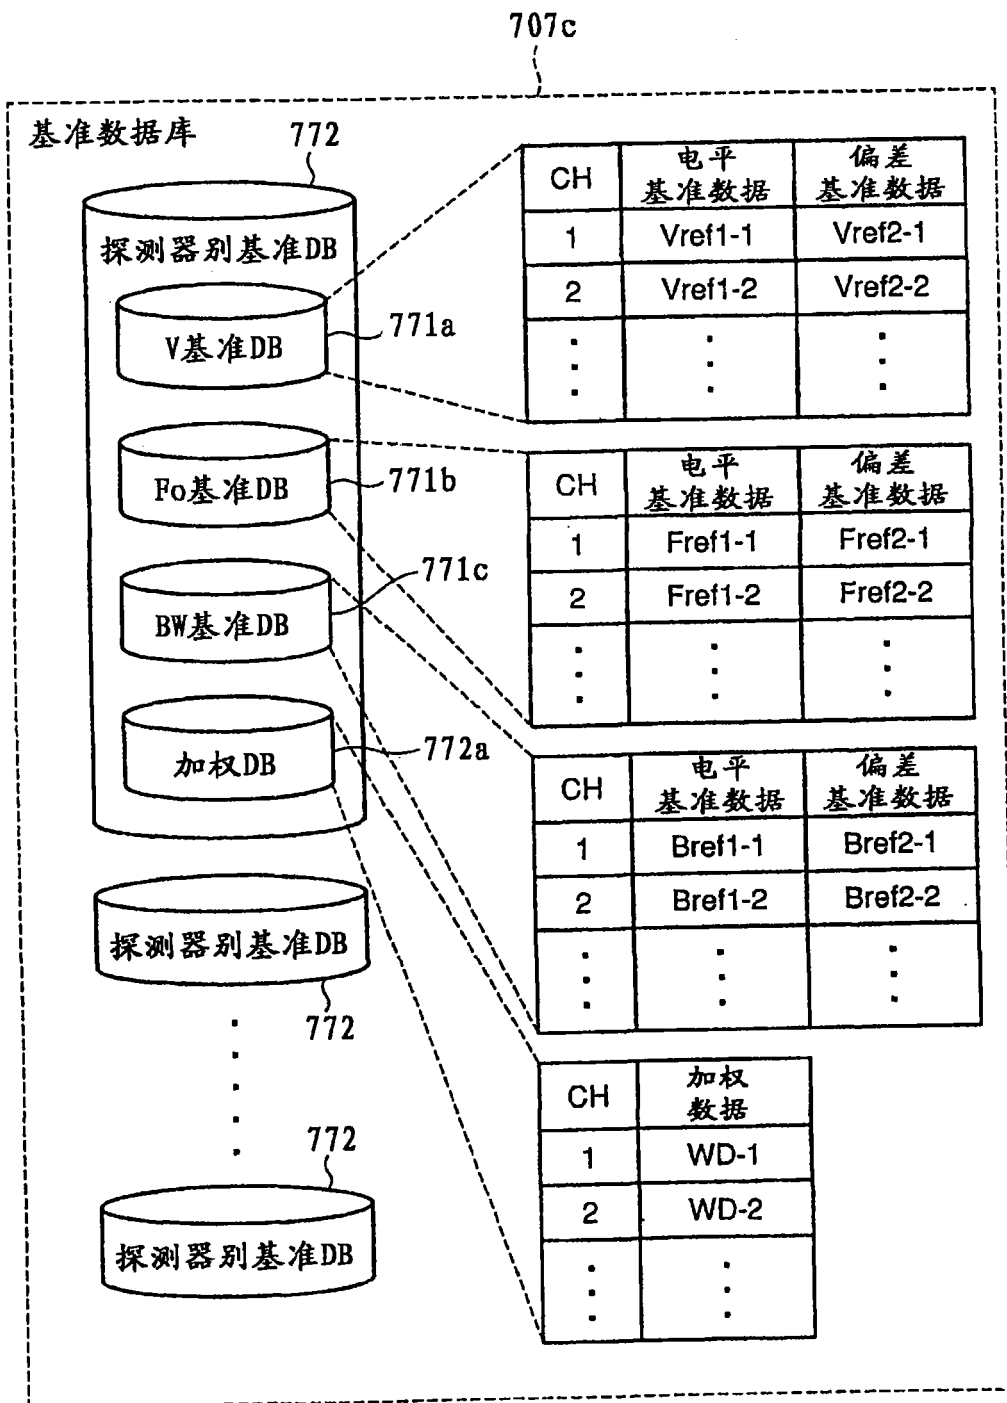 707c
基准数据库
772
探测器别基准DB
V基准DB
771a
Fo基准DB
771b
BW基准DB
771c
加权DB
772a
探测器别基准DB
772
772
探测器别基准DB
CH 电平基准数据 偏差基准数据
1 Vref1-1 Vref2-1
2 Vref1-2 Vref2-2
CH 电平基准数据 偏差基准数据
1 Fref1-1 Fref2-1
2 Fref1-2 Fref2-2
CH 电平基准数据 偏差基准数据
1 Bref1-1 Bref2-1
2 Bref1-2 Bref2-2
CH 加权数据
1 WD-1
2 WD-2